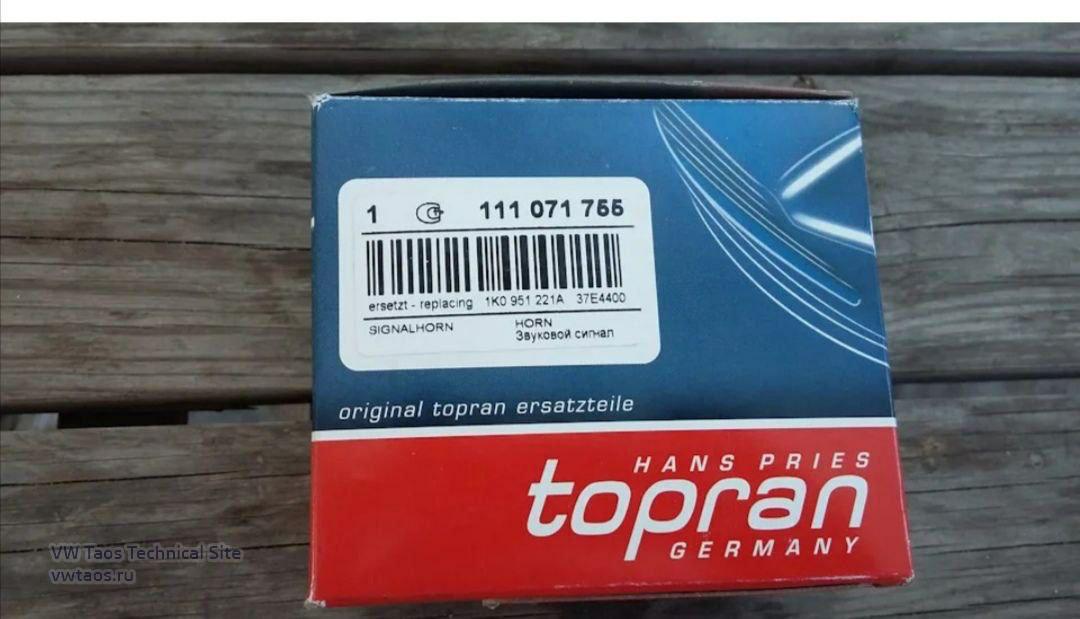 1 111 071 755
ersetzt - replacing 1K0 951 221A 37E4400
SIGNALHORN HORN
Звуковой сигнал
original topran ersatzteile
HANS PRIES
topran
GERMANY
VW Taos Technical Site
vwtaos.ru